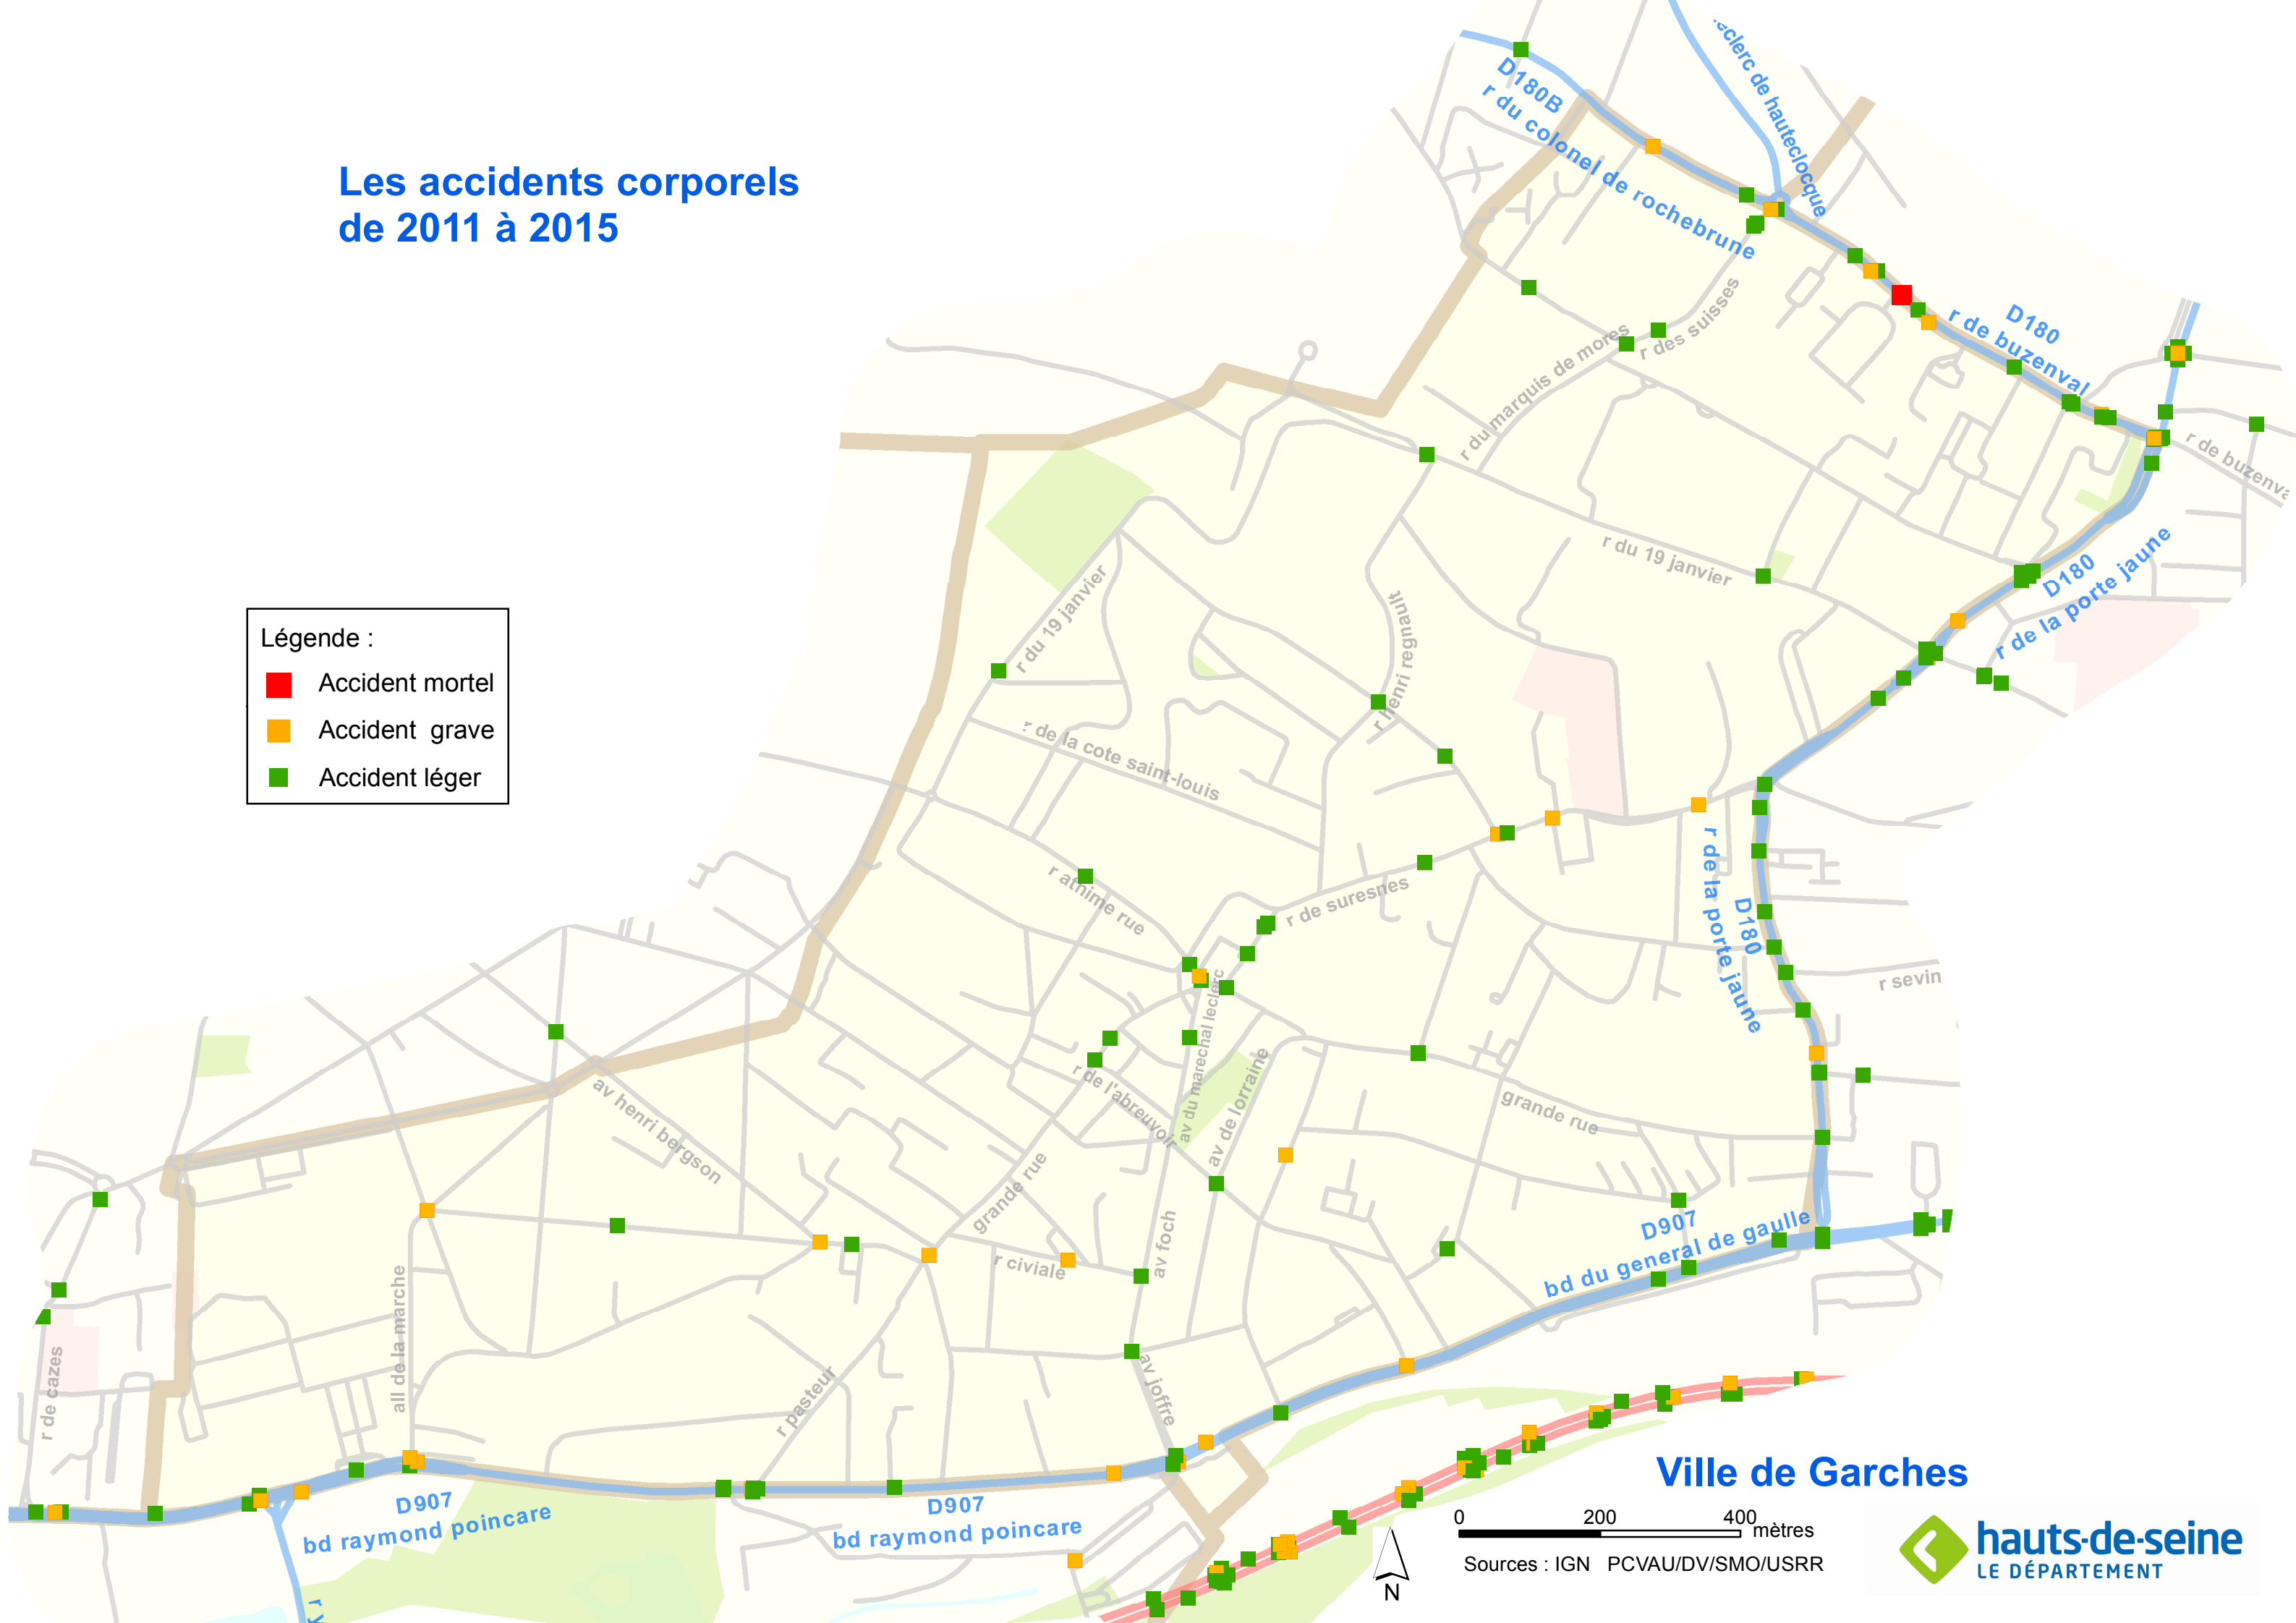 eclerc de hauteclocque
D180B
r du colonel de rochebrune
Les accidents corporels
de 2011 à 2015
D180
r de buzenval
r des suisses
r du marquis de mores
r de buzenva
r du 19 janvier
D180
r de la porte jaune
r du 19 janvier
r henri regnault
Légende :
Accident mortel
Accident grave
Accident léger
r de la cote saint-louis
r athime rue
r de suresnes
r de la porte jaune
D180
r sevin
av du marechal leclerc
r de l'abreuvoir
av de lorraine
grande rue
av henri bergson
grande rue
D907
bd du general de gaulle
av foch
r civiale
all de la marche
r de cazes
r pasteur
av joffre
Ville de Garches
D907
bd raymond poincare
D907
bd raymond poincare
0 200 400 mètres
Sources : IGN PCVAU/DV/SMO/USRR
N
hauts-de-seine
LE DÉPARTEMENT